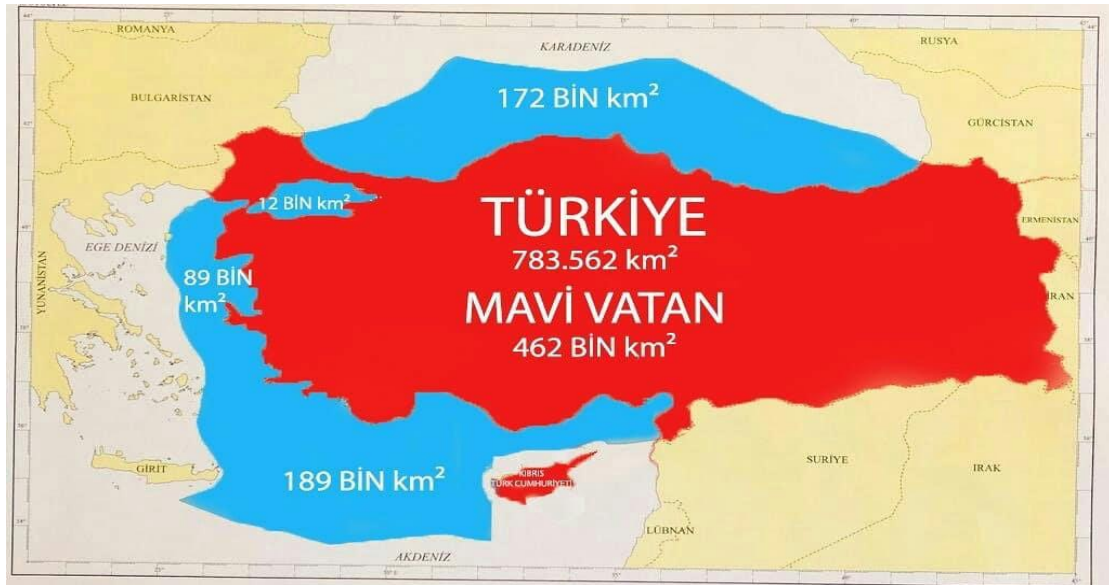 ROMANYA
KARADENİZ
RUSYA
BULGARİSTAN
172 BİN km²
GÜRCİSTAN
12 BİN km²
TÜRKİYE
783.562 km²
ERMENİSTAN
EGE DENİZİ
YUNANİSTAN
89 BİN
km²
MAVİ VATAN
462 BİN km²
İRAN
GİRİT
189 BİN km²
KIBRIS
TÜRK CUMHURİYETİ
SURİYE
IRAK
LÜBNAN
AKDENİZ